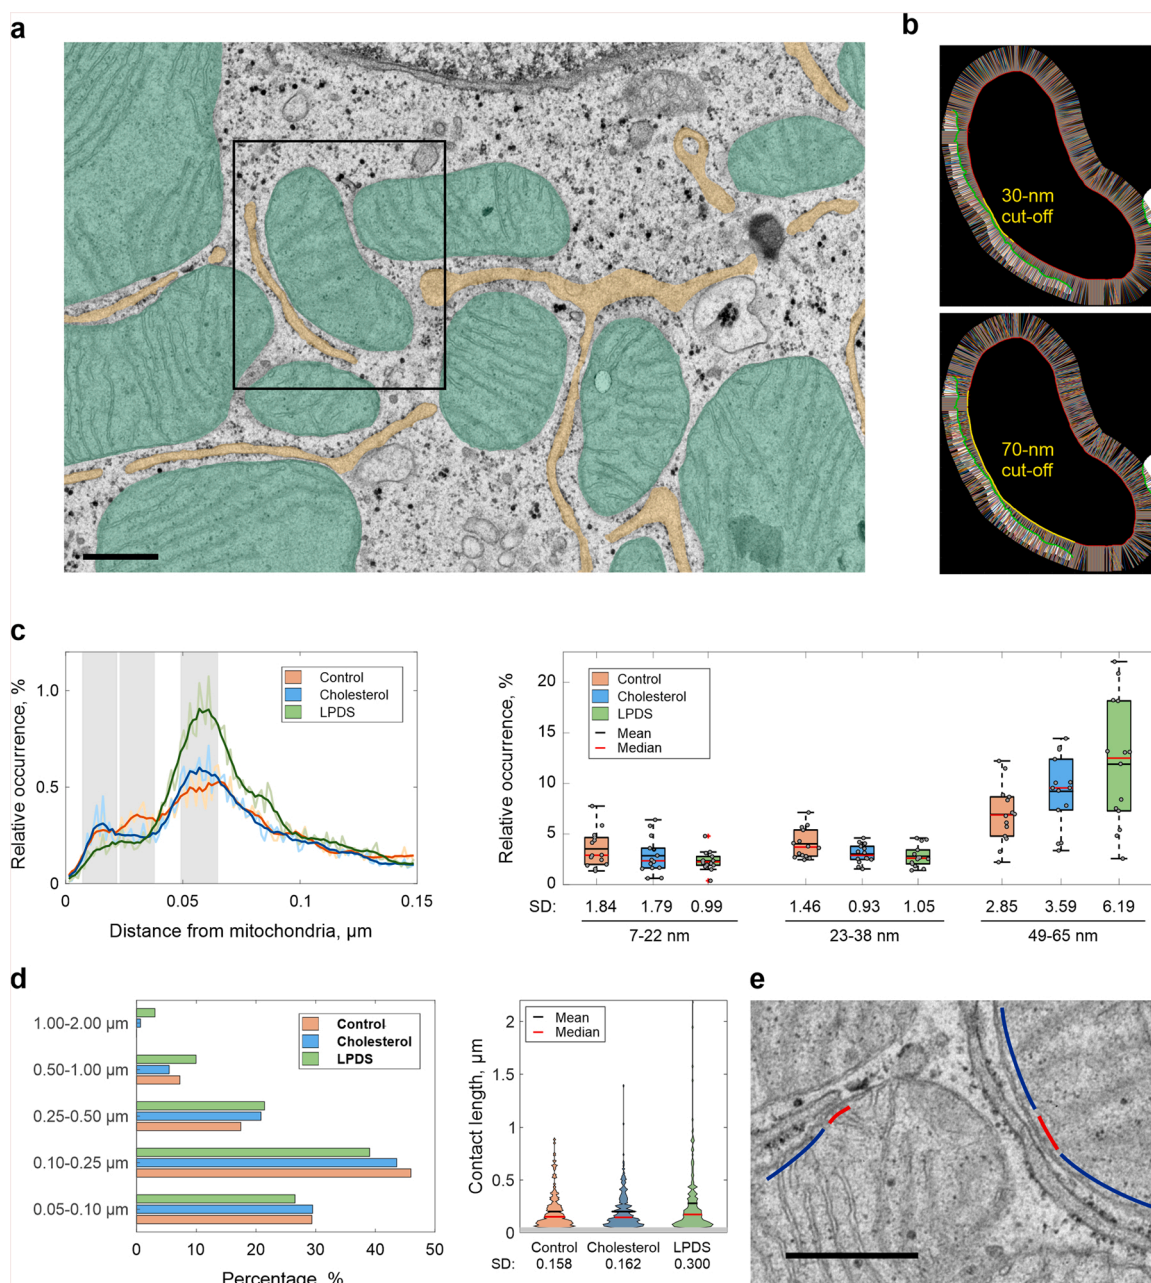 a
b
30-nm
cut-off
70-nm
cut-off
c
Relative occurrence, %
1.0
0.5
0
Control
Cholesterol
LPDS
0
0.05
0.1
0.15
Distance from mitochondria, µm
Relative occurrence, %
20
15
10
5
0
Control
Cholesterol
LPDS
Mean
Median
SD: 1.84 1.79 0.99 1.46 0.93 1.05 2.85 3.59 6.19
7-22 nm 23-38 nm 49-65 nm
d
1.00-2.00 µm
0.50-1.00 µm
0.25-0.50 µm
0.10-0.25 µm
0.05-0.10 µm
Control
Cholesterol
LPDS
0 10 20 30 40 50
Percentage, %
Contact length, µm
2
1
0.5
0
Mean
Median
Control Cholesterol LPDS
SD: 0.158 0.162 0.300
e